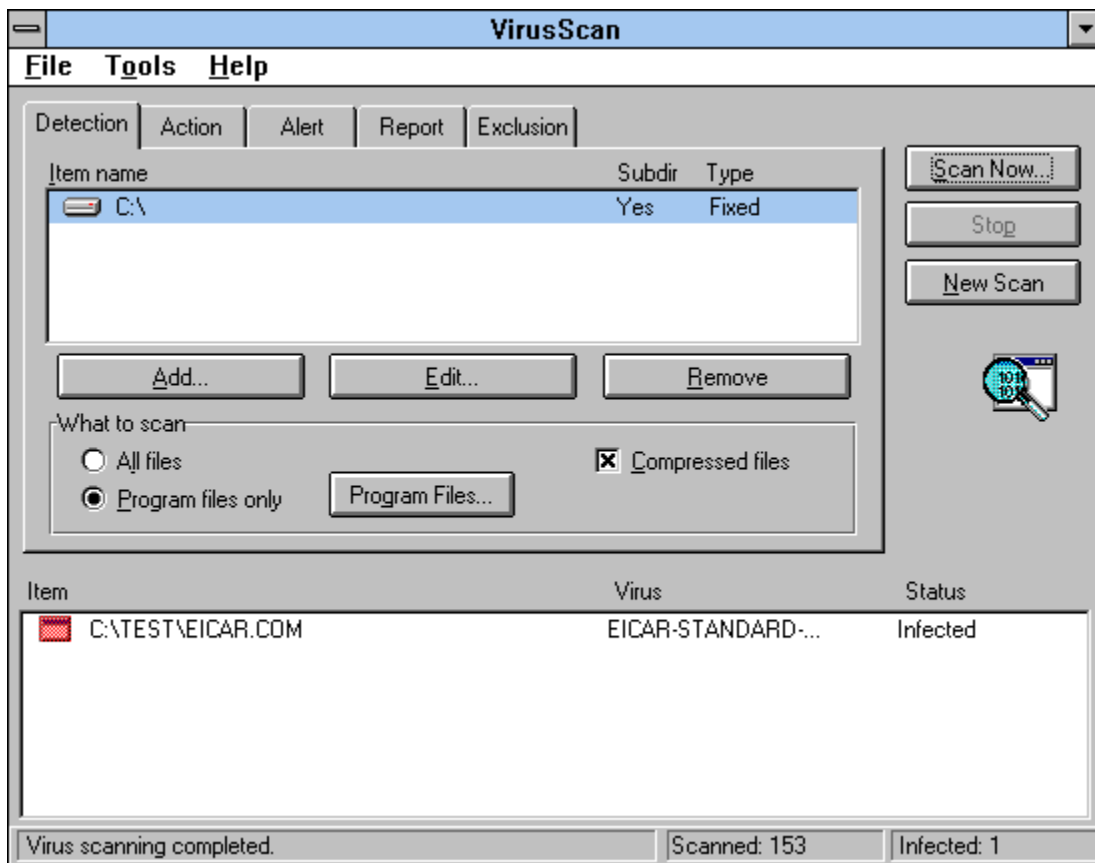 VirusScan
File Tools Help
Detection Action Alert Report Exclusion
Item name Subdir Type
C:\ Yes Fixed
Scan Now...
Stop
New Scan
Add... Edit... Remove
101
101
What to scan
All files
Program files only
Program Files...
Compressed files
Item Virus Status
C:\TEST\EICAR.COM EICAR-STANDARD-... Infected
Virus scanning completed. Scanned: 153 Infected: 1